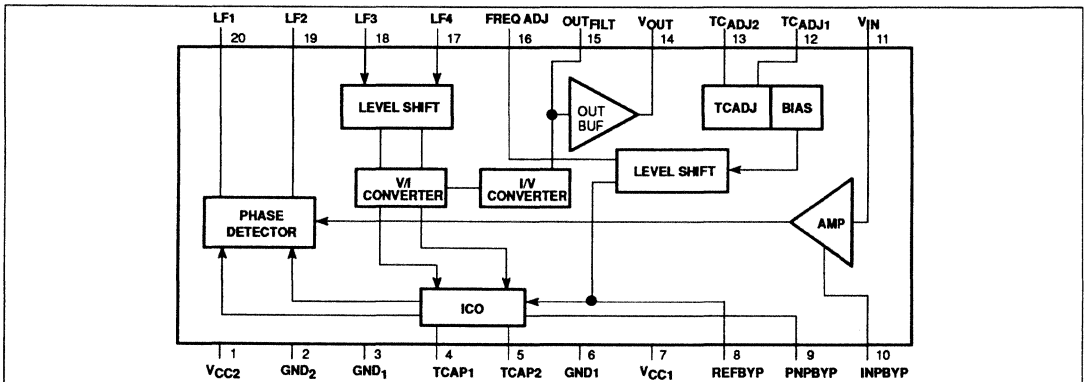 LF1 LF2 LF3 LF4 FREQ ADJ OUTFILT VOUT TCADJ2 TCADJ1 VIN
20 19 18 17 16 15 14 13 12 11
LEVEL SHIFT
OUT
BUF
TCADJ BIAS
LEVEL SHIFT
V/I
CONVERTER
I/V
CONVERTER
PHASE
DETECTOR
AMP
ICO
1 2 3 4 5 6 7 8 9 10
VCC2 GND2 GND1 TCAP1 TCAP2 GND1 VCC1 REFBYP PNPBYP INPBYP